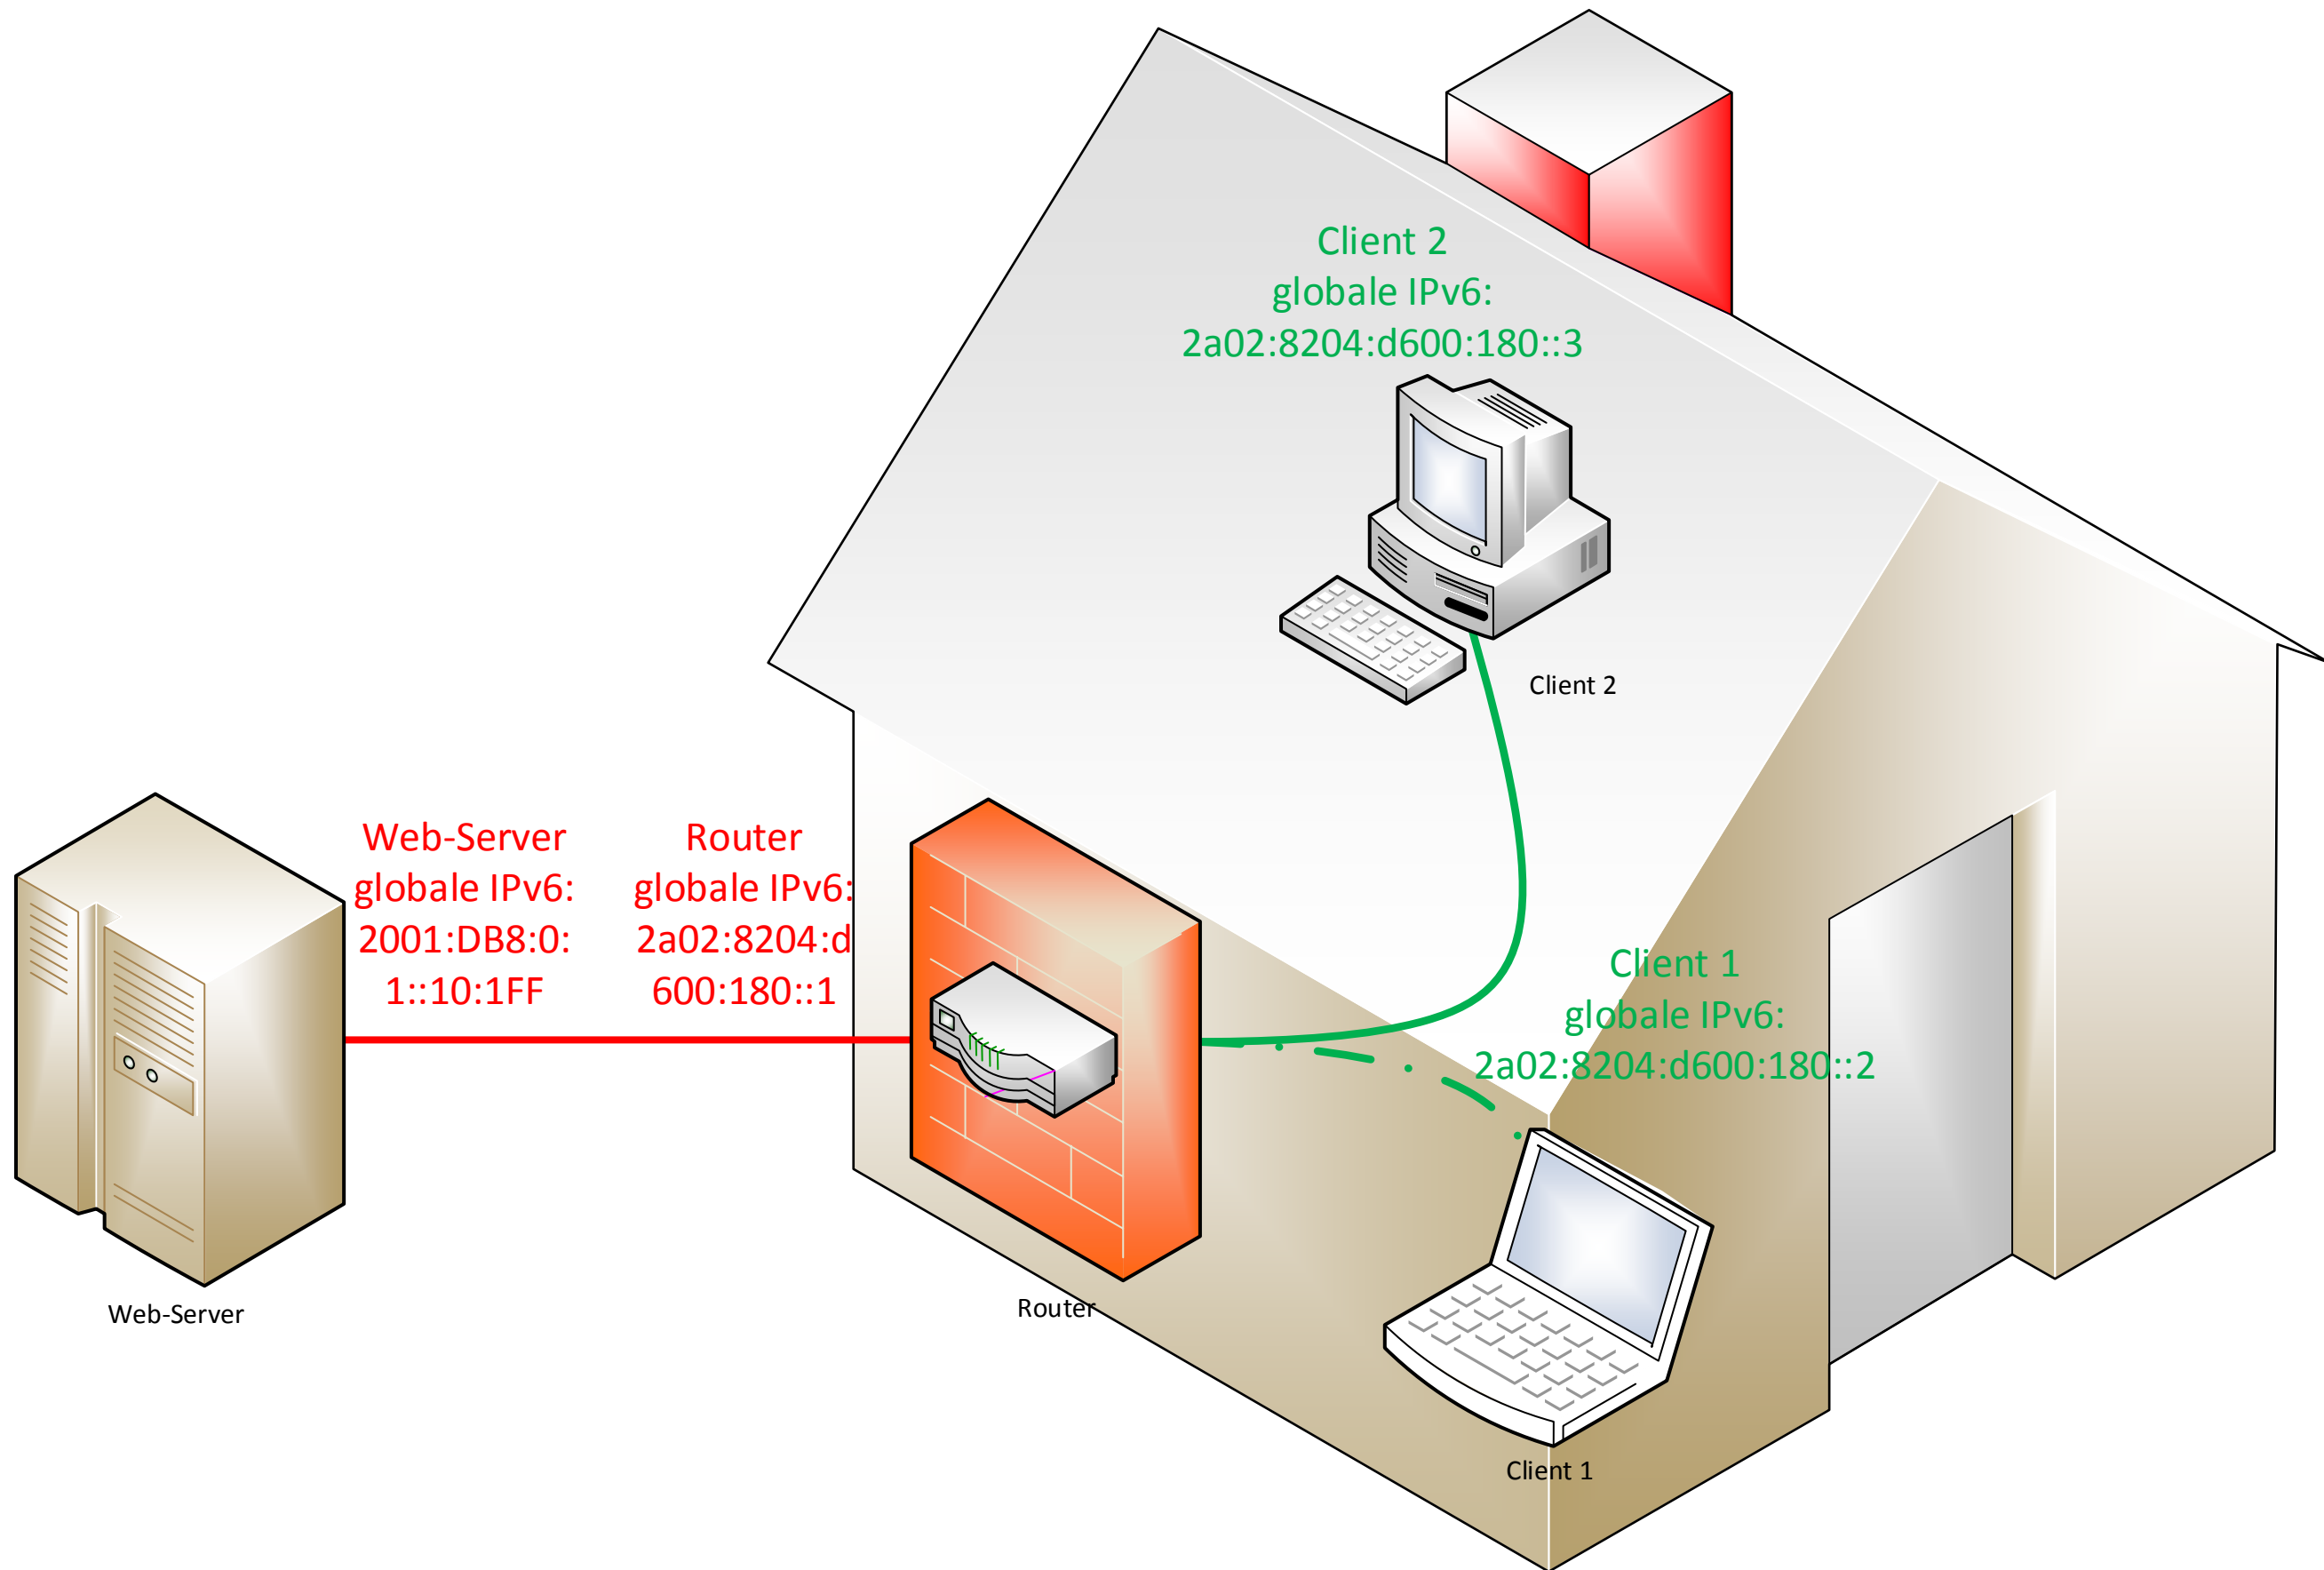 Client 2
globale IPv6:
2a02:8204:d600:180::3
Client 2
Web-Server
globale IPv6:
2001:DB8:0:
1::10:1FF
Router
globale IPv6:
2a02:8204:d
600:180::1
Client 1
globale IPv6:
2a02:8204:d600:180::2
Web-Server
Router
Client 1